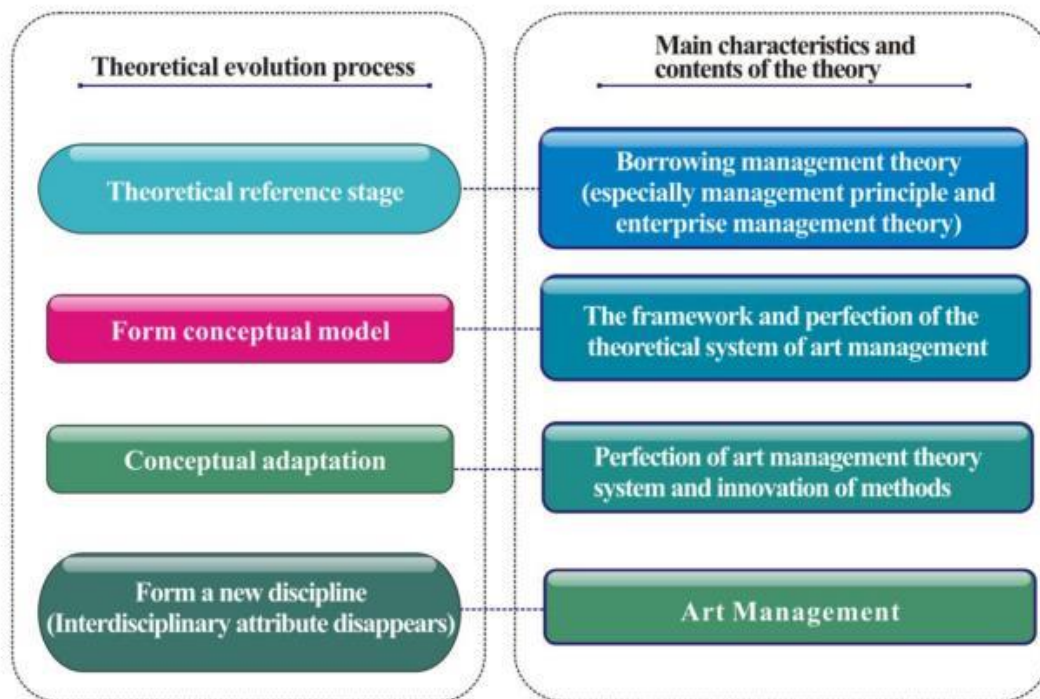 Theoretical evolution process
Main characteristics and
contents of the theory
Theoretical reference stage
Borrowing management theory
(especially management principle and
enterprise management theory)
Form conceptual model
The framework and perfection of the
theoretical system of art management
Conceptual adaptation
Perfection of art management theory
system and innovation of methods
Form a new discipline
(Interdisciplinary attribute disappears)
Art Management